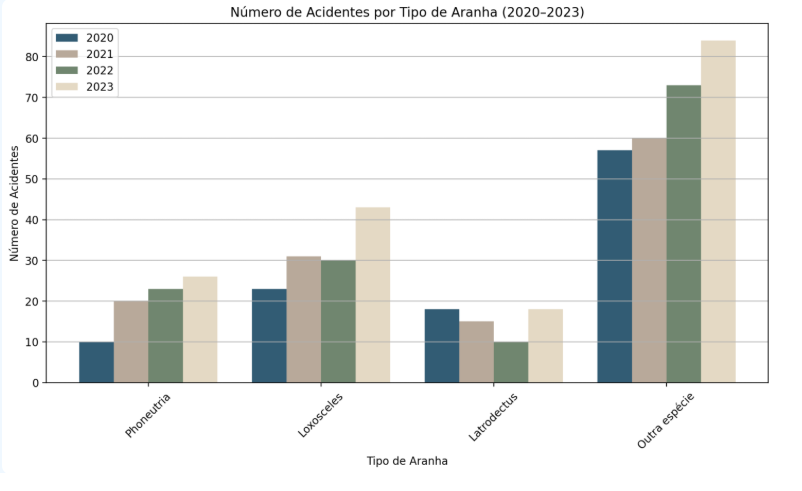 Número de Acidentes por Tipo de Aranha (2020–2023)
2020
2021
2022
2023
Número de Acidentes
80
70
60
50
40
30
20
10
0
Phoneutria
Loxosceles
Latrodectus
Outra espécie
Tipo de Aranha